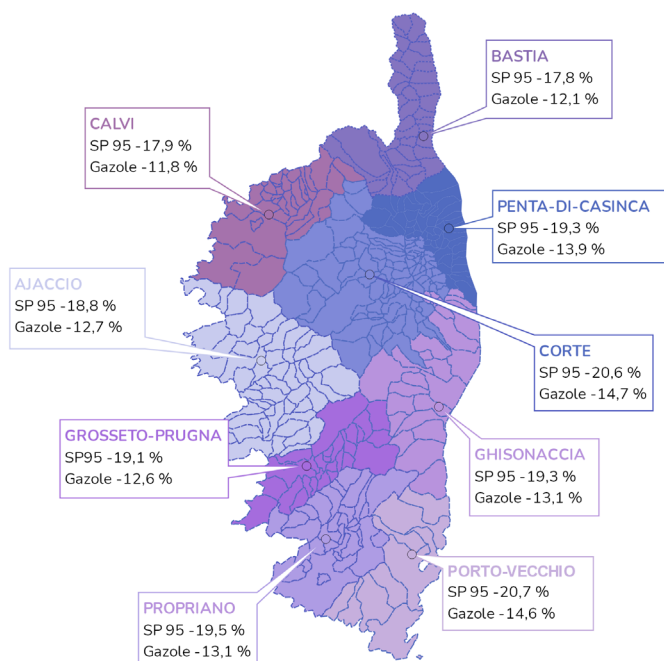 BASTIA
SP 95 -17,8 %
Gazole -12,1 %
CALVI
SP 95 -17,9 %
Gazole -11,8 %
PENTA-DI-CASINCA
SP 95 -19,3 %
Gazole -13,9 %
AJACCIO
SP 95 -18,8 %
Gazole -12,7 %
CORTE
SP 95 -20,6 %
Gazole -14,7 %
GROSSETO-PRUGNA
SP95 -19,1 %
Gazole -12,6 %
GHISONACCIA
SP 95 -19,3 %
Gazole -13,1 %
PORTO-VECCHIO
SP 95 -20,7 %
Gazole -14,6 %
PROPRIANO
SP 95 -19,5 %
Gazole -13,1 %